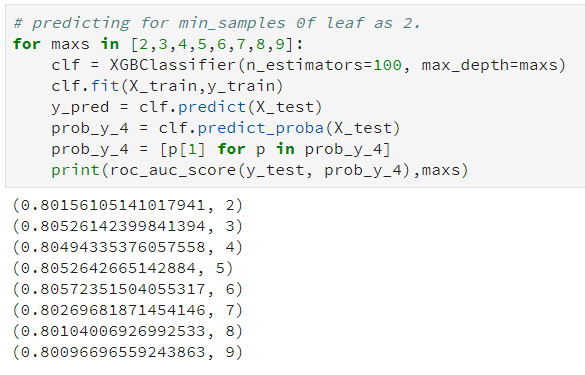 # predicting for min_samples 0f leaf as 2.
for maxs in [2,3,4,5,6,7,8,9]:
    clf = XGBClassifier(n_estimators=100, max_depth=maxs)
    clf.fit(X_train,y_train)
    y_pred = clf.predict(X_test)
    prob_y_4 = clf.predict_proba(X_test)
    prob_y_4 = [p[1] for p in prob_y_4]
    print(roc_auc_score(y_test, prob_y_4),maxs)
(0.80156105141017941, 2)
(0.80526142399841394, 3)
(0.80494335376057558, 4)
(0.8052642665142884, 5)
(0.80572351504055317, 6)
(0.80269681871454146, 7)
(0.80104006926992533, 8)
(0.80096696559243863, 9)